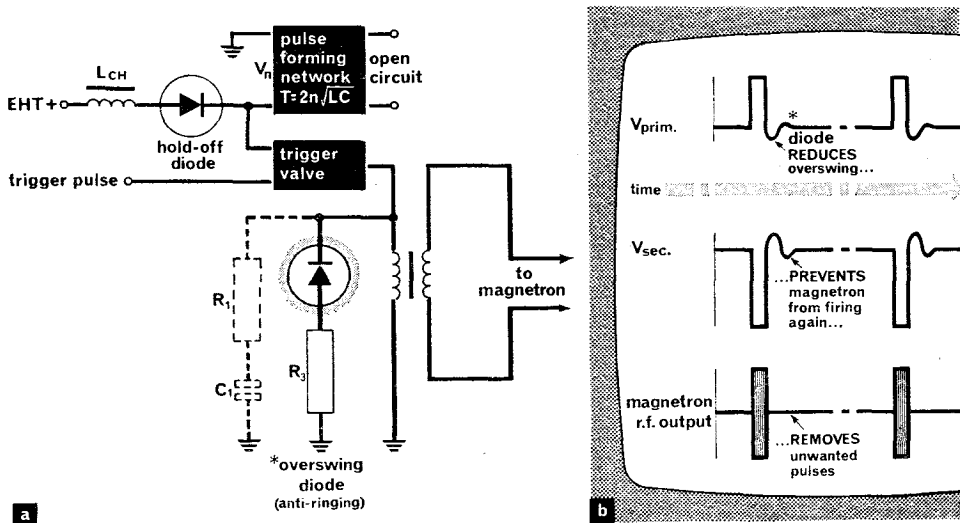 pulse
forming
network
T=2n√LC
Vn
open
circuit
LCH
EHT+
hold-off
diode
trigger
valve
trigger pulse
R1
C1
R3
to
magnetron
*overswing
diode
(anti-ringing)
a
Vprim.
*
diode
REDUCES
overswing...
time
Vsec.
...PREVENTS
magnetron
from firing
again...
magnetron
r.f. output
...REMOVES
unwanted
pulses
b